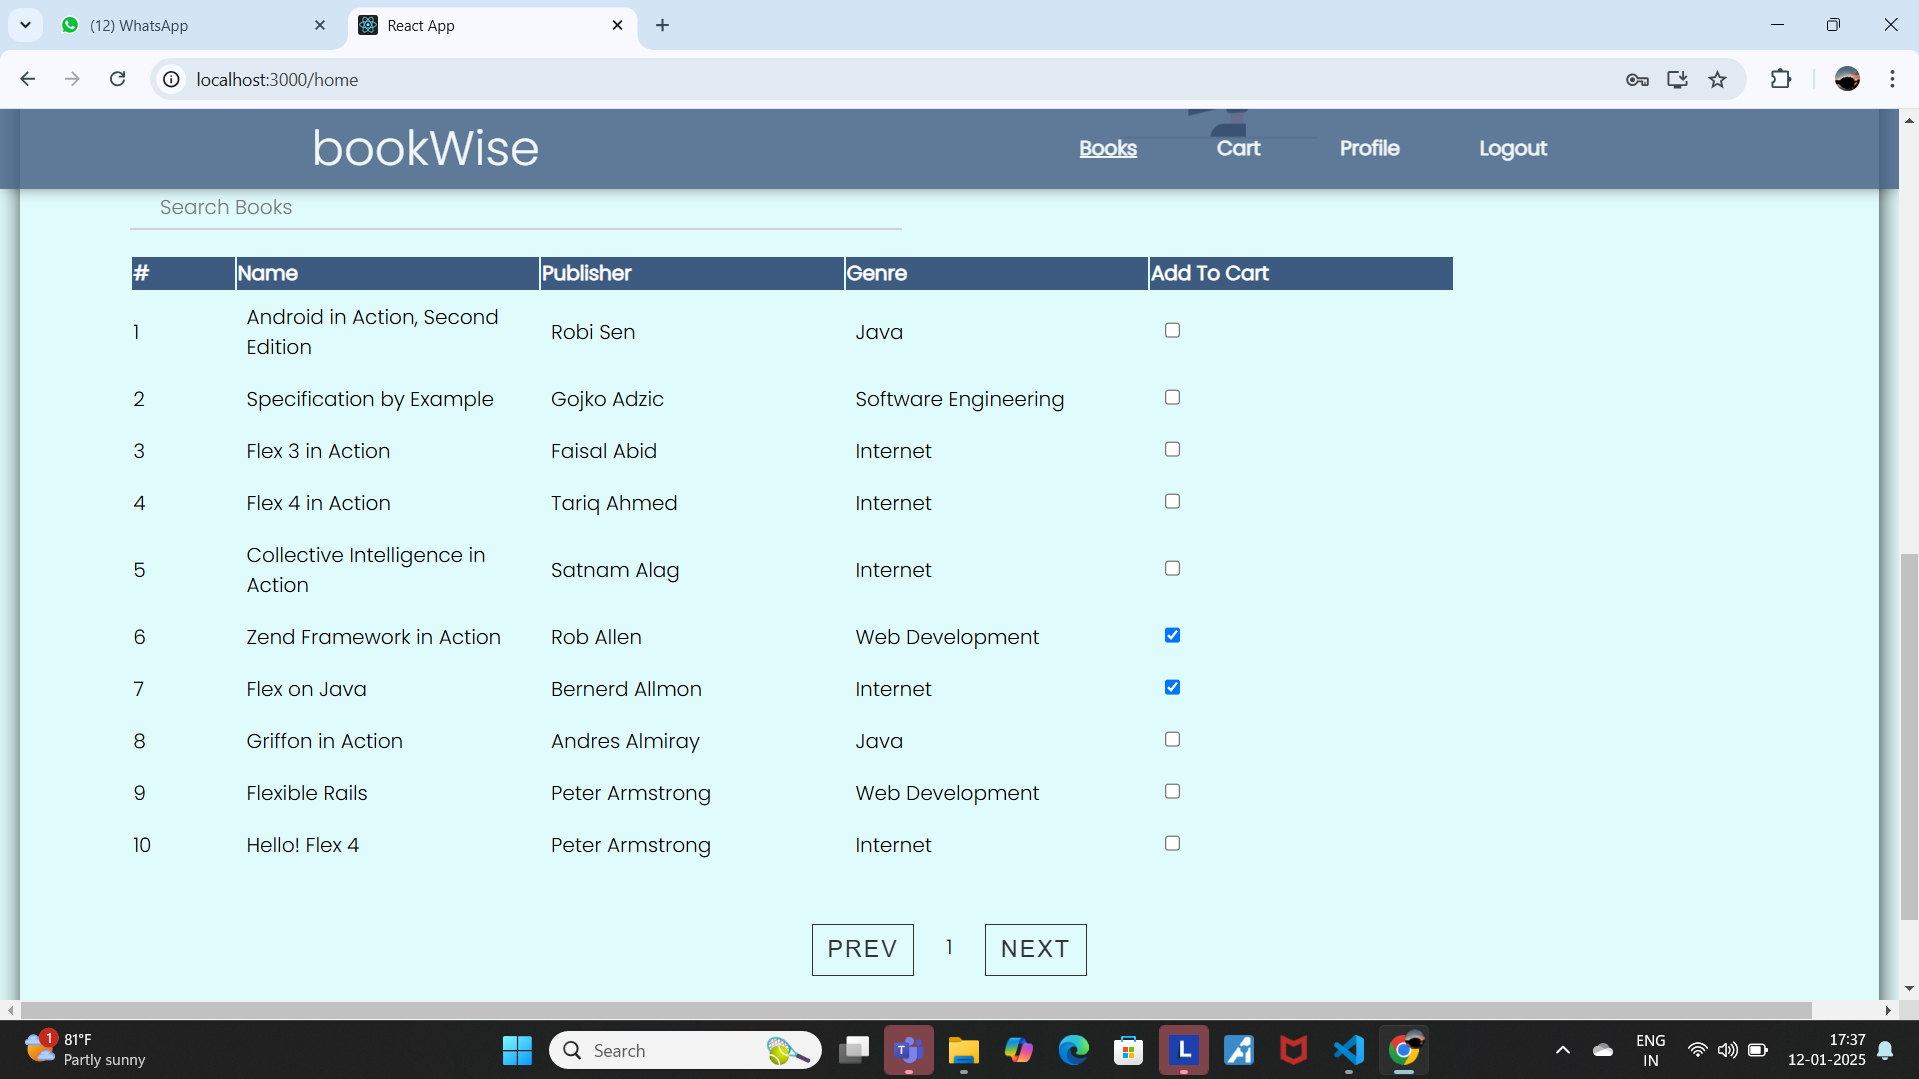 (12) WhatsApp
React App
localhost:3000/home
bookWise
Books Cart Profile Logout
Search Books
# Name Publisher Genre Add To Cart
1 Android in Action, Second Edition Robi Sen Java
2 Specification by Example Gojko Adzic Software Engineering
3 Flex 3 in Action Faisal Abid Internet
4 Flex 4 in Action Tariq Ahmed Internet
5 Collective Intelligence in Action Satnam Alag Internet
6 Zend Framework in Action Rob Allen Web Development
7 Flex on Java Bernerd Allmon Internet
8 Griffon in Action Andres Almiray Java
9 Flexible Rails Peter Armstrong Web Development
10 Hello! Flex 4 Peter Armstrong Internet
PREV 1 NEXT
1
81°F
Partly sunny
Search
T
L
ENG
IN
17:37
12-01-2025